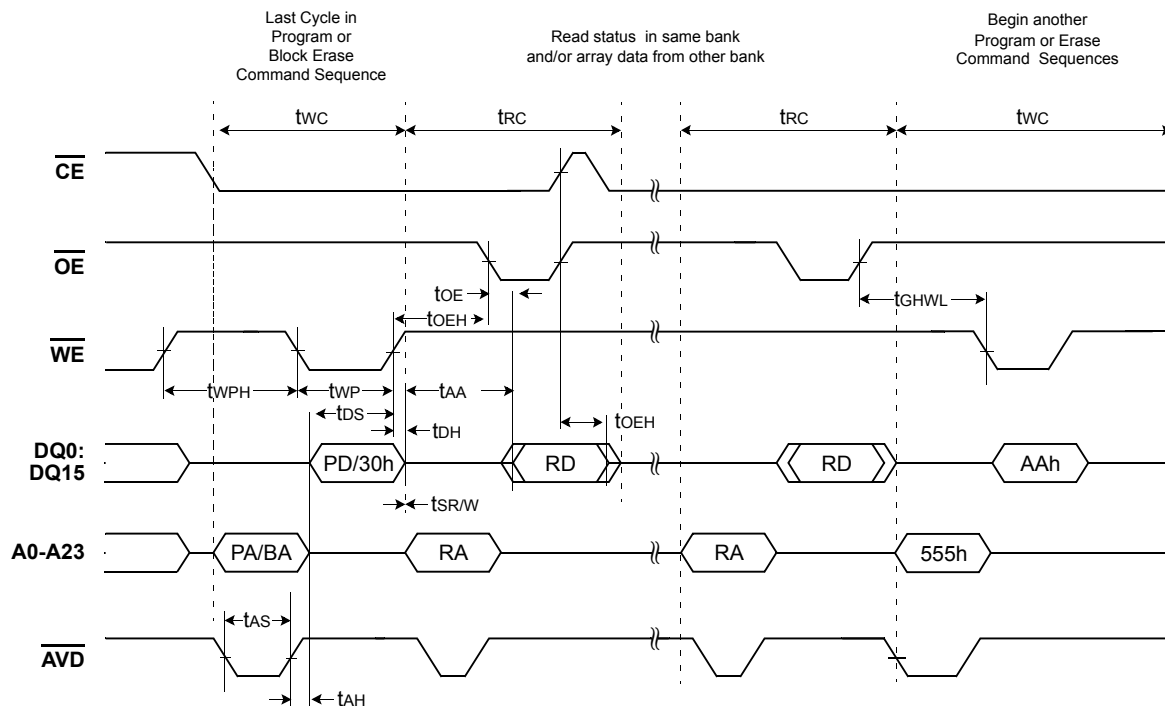 Last Cycle in
Program or
Block Erase
Command Sequence
Read status in same bank
and/or array data from other bank
Begin another
Program or Erase
Command Sequences
tWC
tRC
tRC
tWC
CE
OE
tOE
tOEH
tGHWL
WE
tWPH
tWP
tAA
tDS
tDH
tOEH
DQ0:
DQ15
PD/30h
RD
RD
AAh
tSR/W
A0-A23
PA/BA
RA
RA
555h
tAS
AVD
tAH